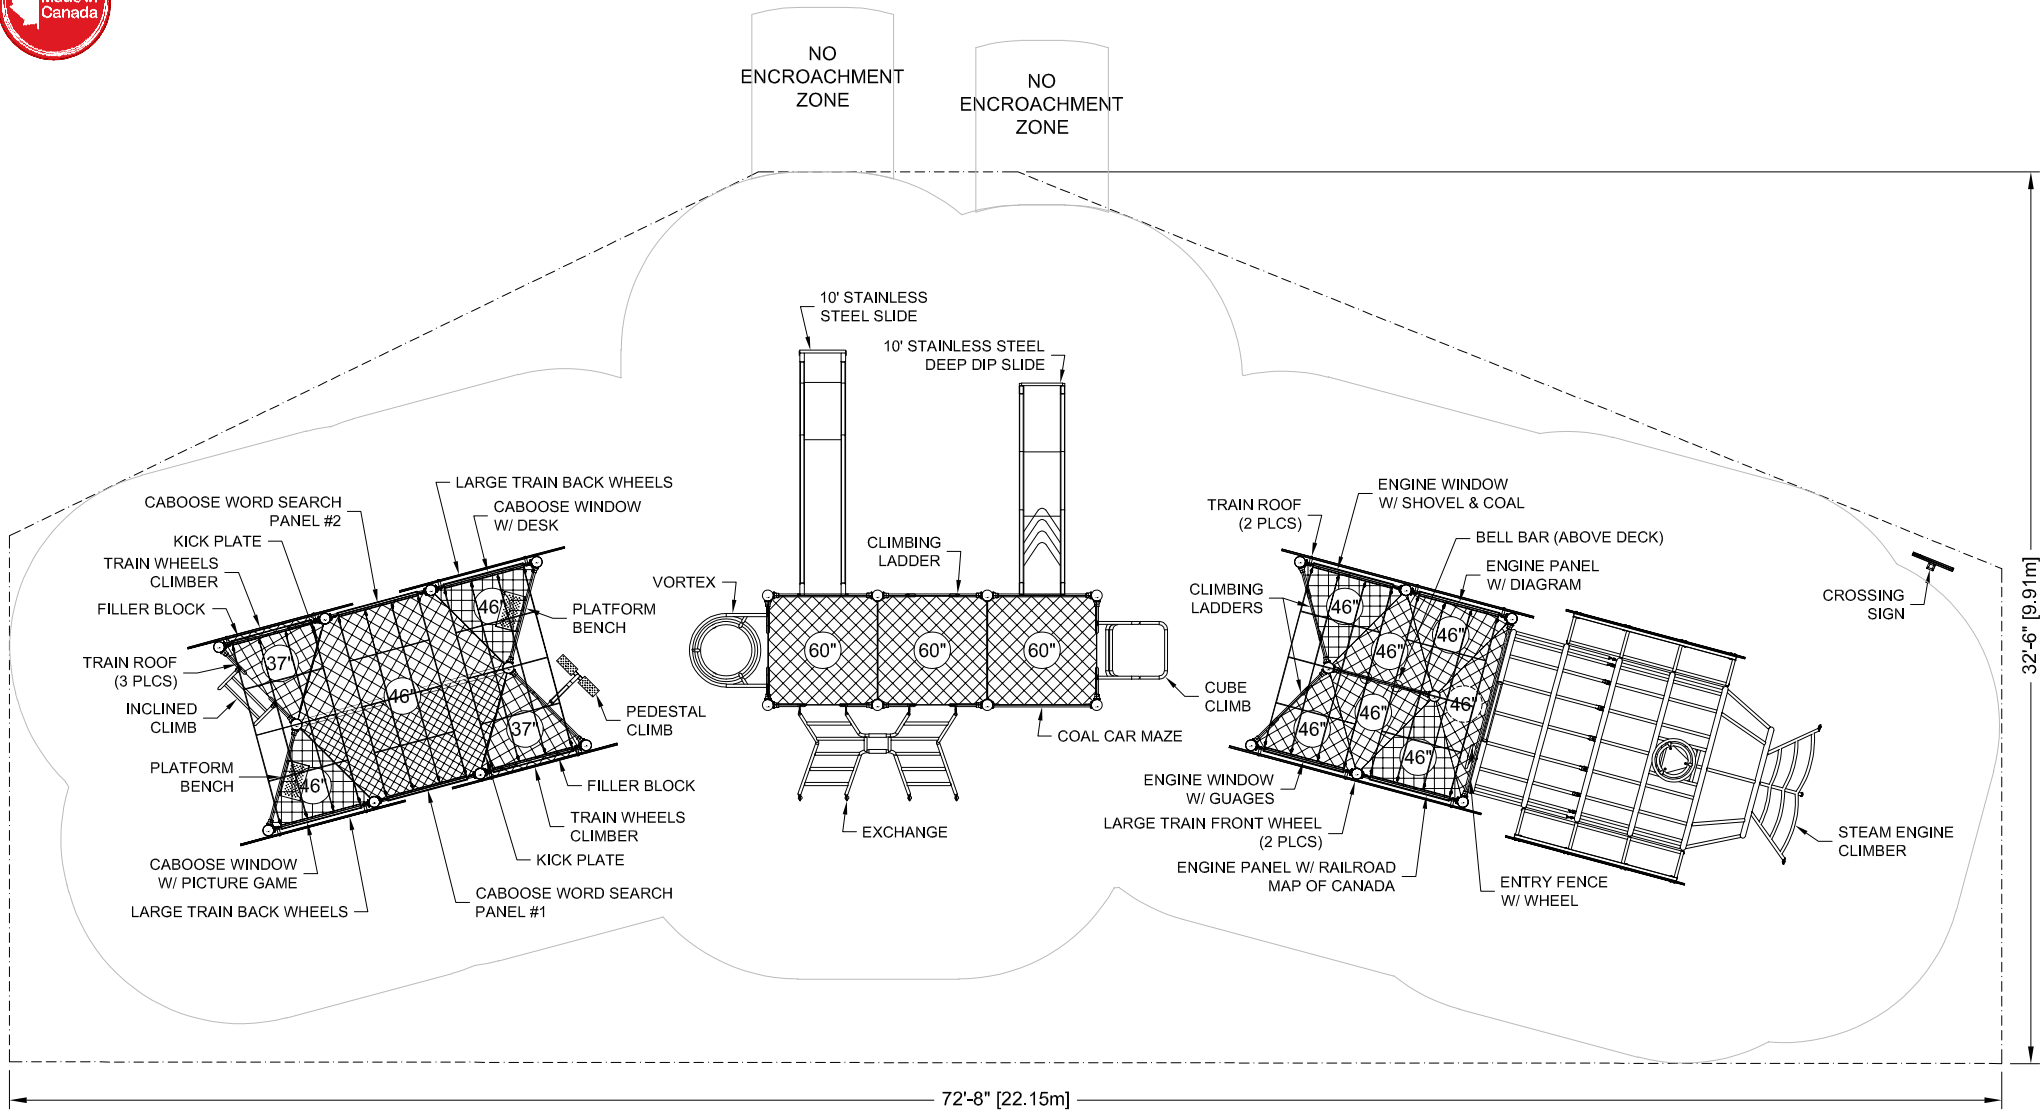 Made in
Canada
NO
ENCROACHMENT
ZONE
NO
ENCROACHMENT
ZONE
10' STAINLESS
STEEL SLIDE
10' STAINLESS STEEL
DEEP DIP SLIDE
LARGE TRAIN BACK WHEELS
CABOOSE WORD SEARCH
PANEL #2
CABOOSE WINDOW
W/ DESK
KICK PLATE
TRAIN WHEELS
CLIMBER
FILLER BLOCK
TRAIN ROOF
(3 PLCS)
INCLINED
CLIMB
PLATFORM
BENCH
CABOOSE WINDOW
W/ PICTURE GAME
LARGE TRAIN BACK WHEELS
46"
37"
46"
37"
46"
PLATFORM
BENCH
PEDESTAL
CLIMB
FILLER BLOCK
TRAIN WHEELS
CLIMBER
KICK PLATE
CABOOSE WORD SEARCH
PANEL #1
VORTEX
CLIMBING
LADDER
60"
60"
60"
CUBE
CLIMB
COAL CAR MAZE
EXCHANGE
TRAIN ROOF
(2 PLCS)
ENGINE WINDOW
W/ SHOVEL & COAL
BELL BAR (ABOVE DECK)
ENGINE PANEL
W/ DIAGRAM
CLIMBING
LADDERS
46"
46"
46"
46"
46"
46"
46"
ENGINE WINDOW
W/ GUAGES
LARGE TRAIN FRONT WHEEL
(2 PLCS)
ENGINE PANEL W/ RAILROAD
MAP OF CANADA
ENTRY FENCE
W/ WHEEL
STEAM ENGINE
CLIMBER
CROSSING
SIGN
32'-6" [9.91m]
72'-8" [22.15m]